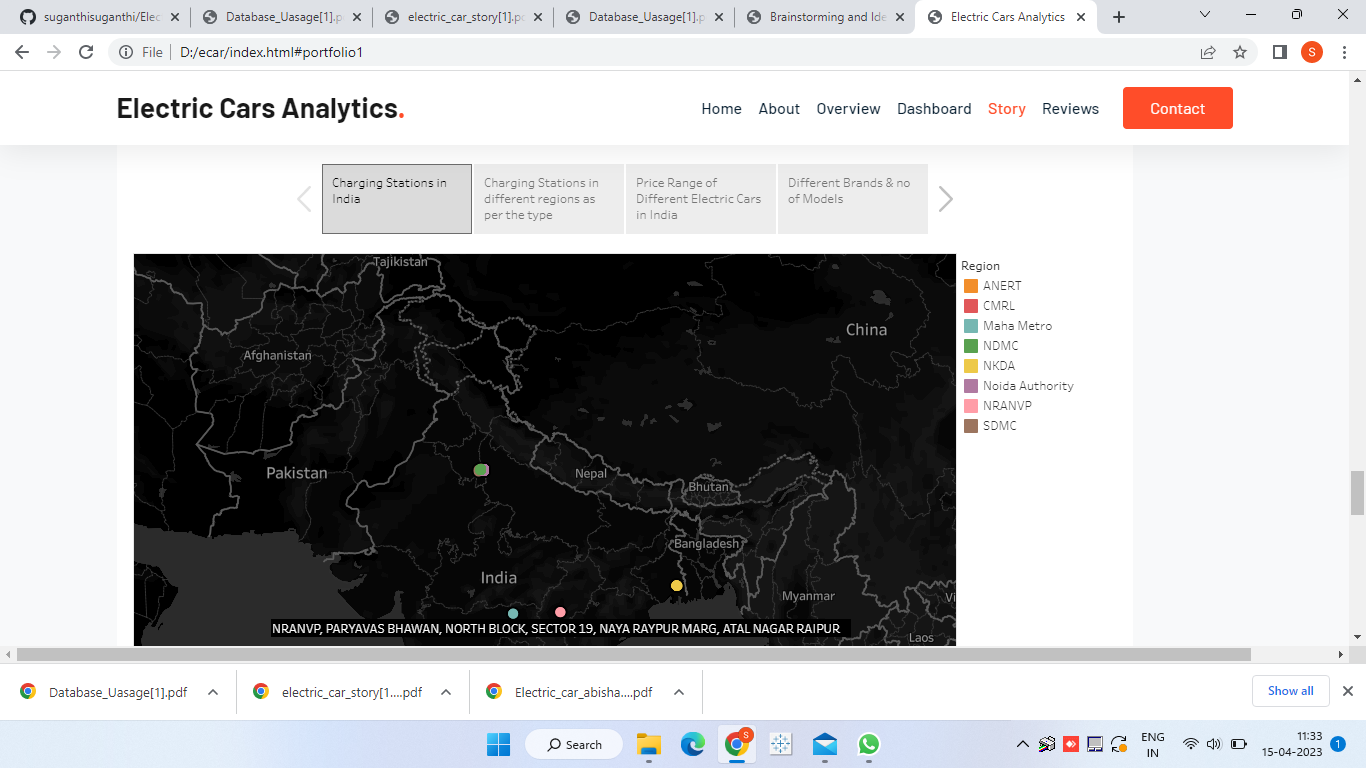 suganthisuganthi/Elec
Database_Uasage[1].p
electric_car_story[1].pd
Database_Uasage[1].p
Brainstorming and Ide
Electric Cars Analytics
File
D:/ecar/index.html#portfolio1
S
Electric Cars Analytics.
Home
About
Overview
Dashboard
Story
Reviews
Contact
Charging Stations in
India
Charging Stations in
different regions as
per the type
Price Range of
Different Electric Cars
in India
Different Brands & no
of Models
Tajikistan
China
Afghanistan
Pakistan
Nepal
Bhutan
Bangladesh
India
Myanmar
Vi
Laos
NRANVP, PARYAVAS BHAWAN, NORTH BLOCK, SECTOR 19, NAYA RAYPUR MARG, ATAL NAGAR RAIPUR
Region
ANERT
CMRL
Maha Metro
NDMC
NKDA
Noida Authority
NRANVP
SDMC
Database_Uasage[1].pdf
electric_car_story[1....pdf
Electric_car_abisha....pdf
Show all
Search
S
ENG
IN
11:33
15-04-2023
1